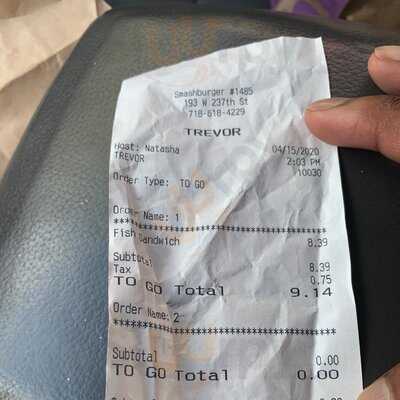 Smashburger #1485
193 W 237th St
718-618-4229
TREVOR
Host: Natasha 04/15/2020
TREVOR 2:03 PM
10030
Order Type: TO GO
Order Name: 1
************************************
Fish Sandwich 8.39
Subtotal 8.39
Tax 0.75
TO GO Total 9.14
Order Name: 2
************************************
Subtotal 0.00
TO GO Total 0.00